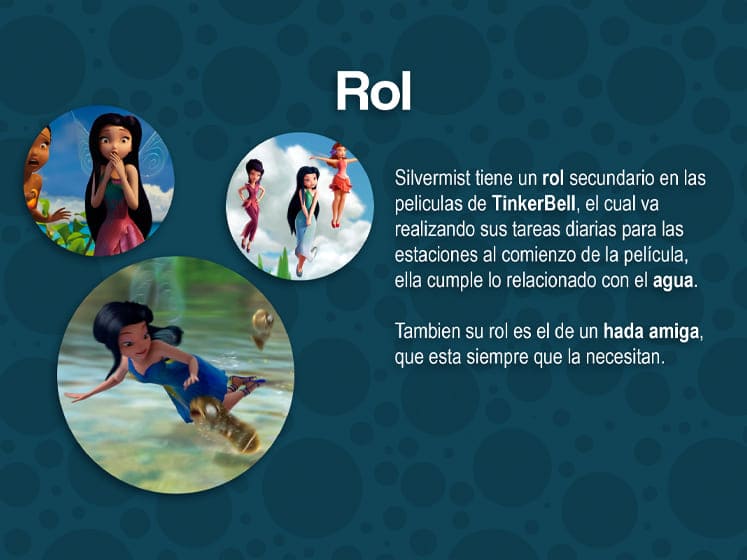 Rol
Silvermist tiene un rol secundario en las
peliculas de TinkerBell, el cual va
realizando sus tareas diarias para las
estaciones al comienzo de la película,
ella cumple lo relacionado con el agua.
Tambien su rol es el de un hada amiga,
que esta siempre que la necesitan.